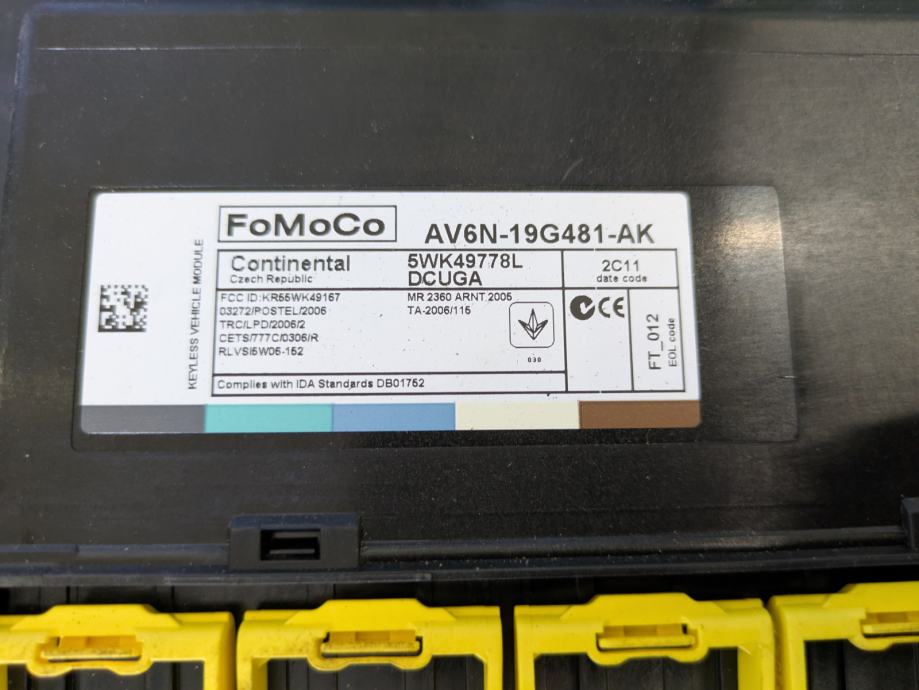 FoMoCo
AV6N-19G481-AK
KEYLESS VEHICLE MODULE
Continental
Czech Republic
5WK49778L
DCUGA
2C11
date code
FCC ID:KR55WK49167
03272/POSTEL/2006
TRC/LPD/2006/2
CETS/777C/0306/R
RLVSI5W06-152
MR 2360 ARNT 2005
TA-2006/115
030
CE
FT_012
EOL code
Complies with IDA Standards DB01752